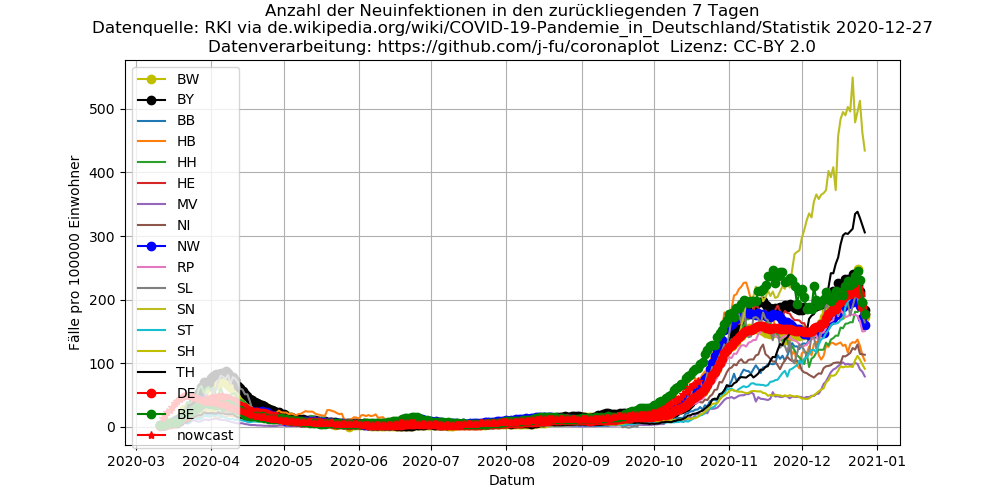 Anzahl der Neuinfektionen in den zurückliegenden 7 Tagen
Datenquelle: RKI via de.wikipedia.org/wiki/COVID-19-Pandemie_in_Deutschland/Statistik 2020-12-27
Datenverarbeitung: https://github.com/j-fu/coronaplot Lizenz: CC-BY 2.0
Fälle pro 100000 Einwohner
500
400
300
200
100
0
BW
BY
BB
HB
HH
HE
MV
NI
NW
RP
SL
SN
ST
SH
TH
DE
BE
nowcast
2020-03 2020-04 2020-05 2020-06 2020-07 2020-08 2020-09 2020-10 2020-11 2020-12 2021-01
Datum